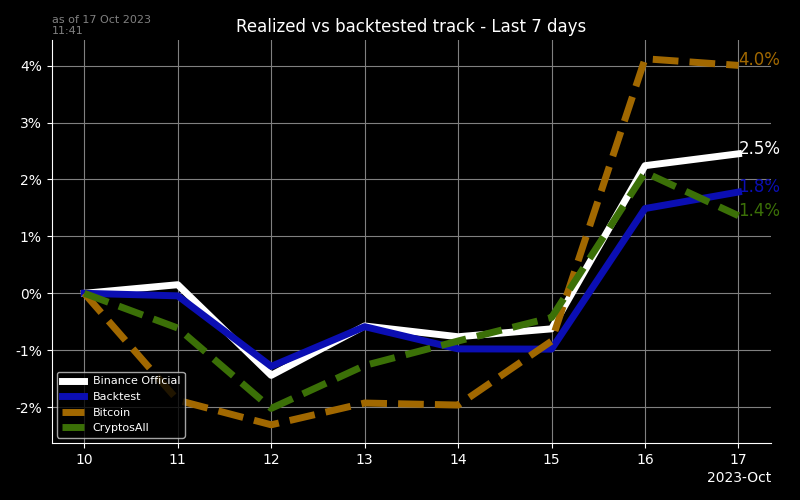 as of 17 Oct 2023
11:41
Realized vs backtested track - Last 7 days
4%
3%
2%
1%
0%
-1%
-2%
4.0%
2.5%
1.8%
1.4%
Binance Official
Backtest
Bitcoin
CryptosAll
10 11 12 13 14 15 16 17
2023-Oct